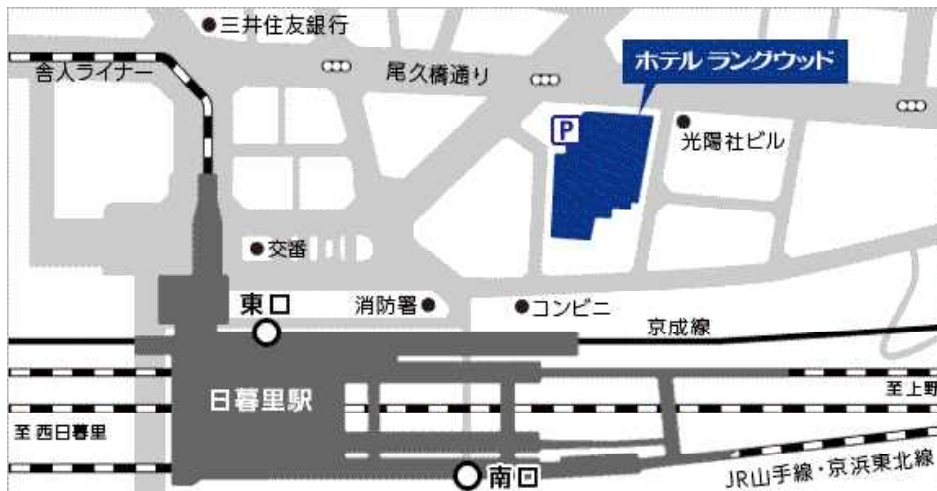 三井住友銀行
舎人ライナー
尾久橋通り
ホテル ラングウッド
P
光陽社ビル
交番
東口
消防署
コンビニ
京成線
日暮里駅
至 上野
至 西日暮里
南口
JR山手線・京浜東北線